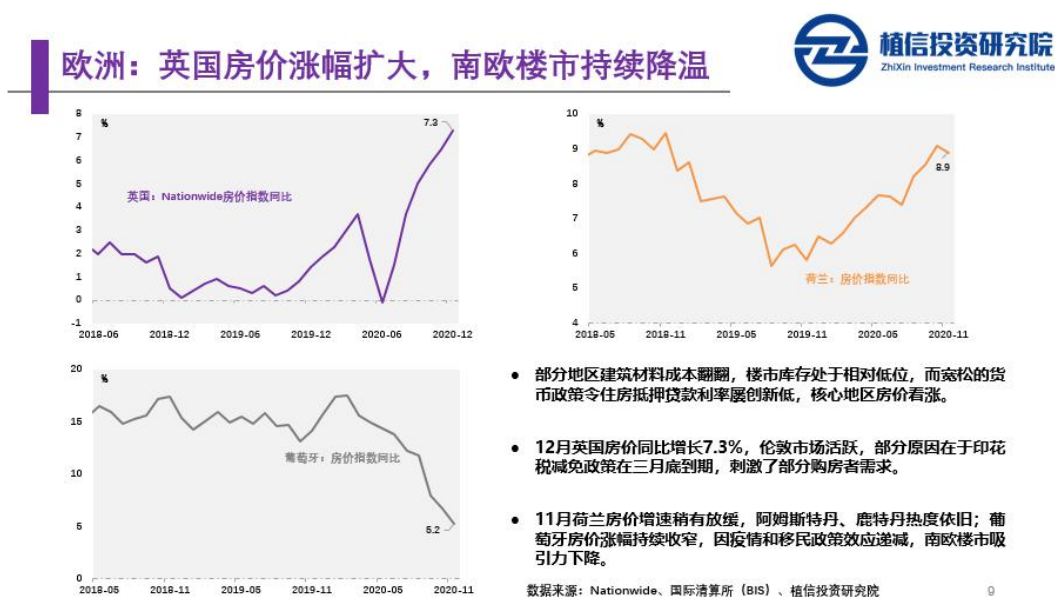 欧洲：英国房价涨幅扩大，南欧楼市持续降温
植信投资研究院
ZhiXin Investment Research Institute
8
%
7
6
5
4
3
2
1
0
-1
7.3
英国：Nationwide房价指数同比
2018-06 2018-12 2019-06 2019-12 2020-06 2020-12
10
%
9
8
7
6
5
4
8.9
荷兰：房价指数同比
2018-05 2018-11 2019-05 2019-11 2020-05 2020-11
20
%
15
10
5
0
葡萄牙：房价指数同比
5.2
2018-05 2018-11 2019-05 2019-11 2020-05 2020-11
● 部分地区建筑材料成本翻翻，楼市库存处于相对低位，而宽松的货
币政策令住房抵押贷款利率屡创新低，核心地区房价看涨。
● 12月英国房价同比增长7.3%，伦敦市场活跃，部分原因在于印花
税减免政策在三月底到期，刺激了部分购房者需求。
● 11月荷兰房价增速稍有放缓，阿姆斯特丹、鹿特丹热度依旧；葡
萄牙房价涨幅持续收窄，因疫情和移民政策效应递减，南欧楼市吸
引力下降。
数据来源：Nationwide、国际清算所（BIS）、植信投资研究院
9